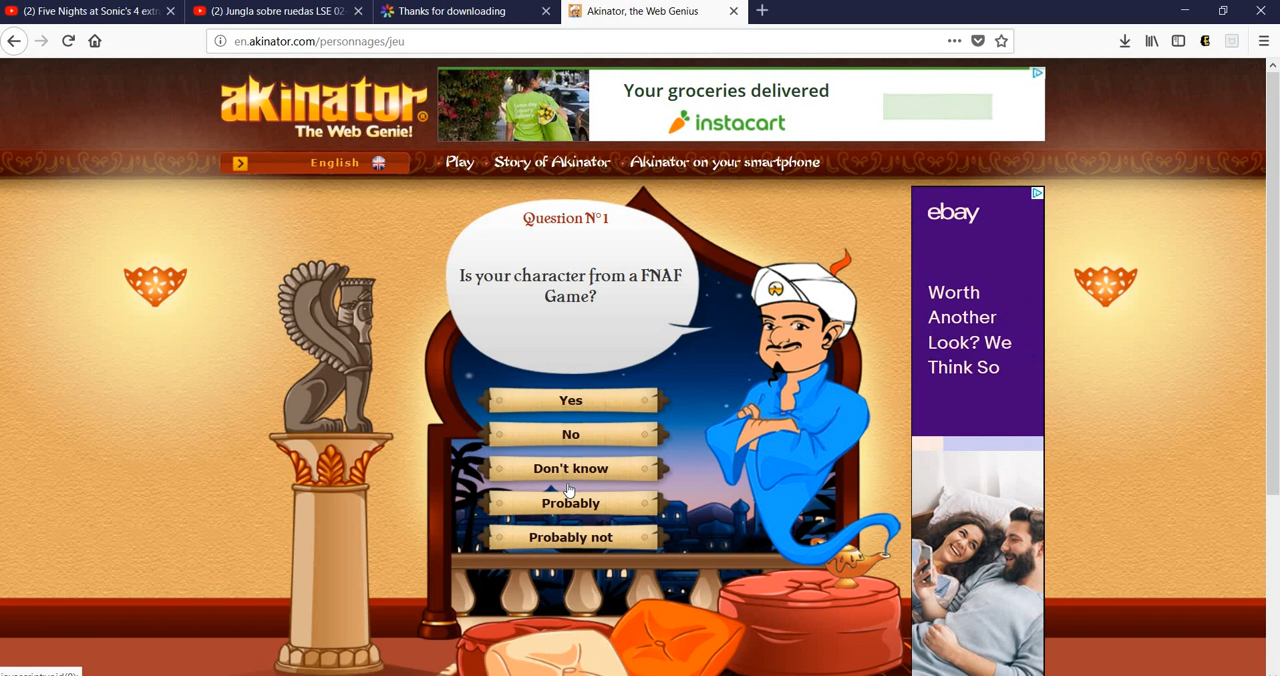 (2) Five Nights at Sonic's 4 extr
(2) Jungla sobre ruedas LSE 02
Thanks for downloading
Akinator, the Web Genius
en.akinator.com/personnages/jeu
akinator®
The Web Genie!
Your groceries delivered
instacart
English
Play
Story of Akinator
Akinator on your smartphone
Question N°1
Is your character from a FNAF
Game?
Yes
No
Don't know
Probably
Probably not
ebay
Worth
Another
Look? We
Think So